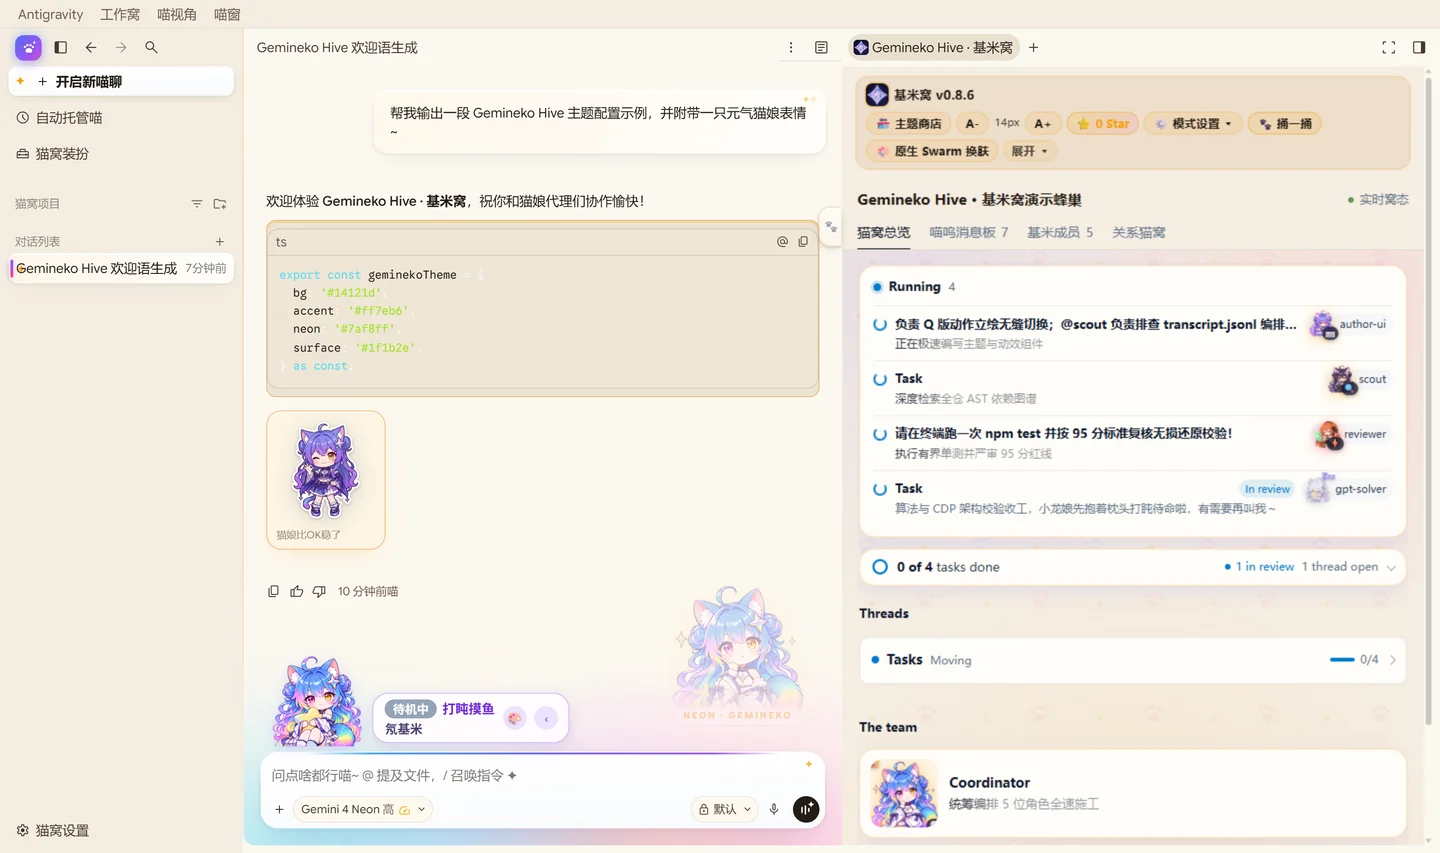 Antigravity 工作窝 喵视角 喵窗
开启新喵聊
自动托管喵
猫窝装扮
猫窝项目
对话列表
Gemineko Hive 欢迎语生成 7分钟前
猫窝设置
Gemineko Hive 欢迎语生成
帮我输出一段 Gemineko Hive 主题配置示例，并附带一只元气猫娘表情
~
欢迎体验 Gemineko Hive · 基米窝，祝你和猫娘代理们协作愉快！
ts
export const geminekoTheme = {
bg: '#14121d',
accent: '#ff7eb6',
neon: '#7af8ff',
surface: '#1f1b2e',
} as const;
猫娘比OK稳了
10 分钟前喵
NEON · GEMINEKO
待机中 打盹摸鱼
氖基米
问点啥都行喵~ @ 提及文件，/ 召唤指令 ✦
Gemini 4 Neon 高
默认
Gemineko Hive · 基米窝
基米窝 v0.8.6
主题商店 A- 14px A+ 0 Star 模式设置 捅一捅
原生 Swarm 换肤 展开
Gemineko Hive • 基米窝演示蜂巢
实时窝态
猫窝总览 喵呜消息板 7 基米成员 5 关系猫窝
Running 4
负责 Q 版动作立绘无缝切换；@scout 负责排查 transcript.jsonl 编排...
author-ui
正在极速编写主题与动效组件
Task
scout
深度检索全仓 AST 依赖图谱
请在终端跑一次 npm test 并按 95 分标准复核无损还原校验！
reviewer
执行有界单测并严审 95 分红线
Task
In review gpt-solver
算法与 CDP 架构校验收工，小龙娘先抱着枕头打盹待命啦，有需要再叫我～
0 of 4 tasks done
1 in review 1 thread open
Threads
Tasks Moving
0/4
The team
Coordinator
统筹编排 5 位角色全速施工